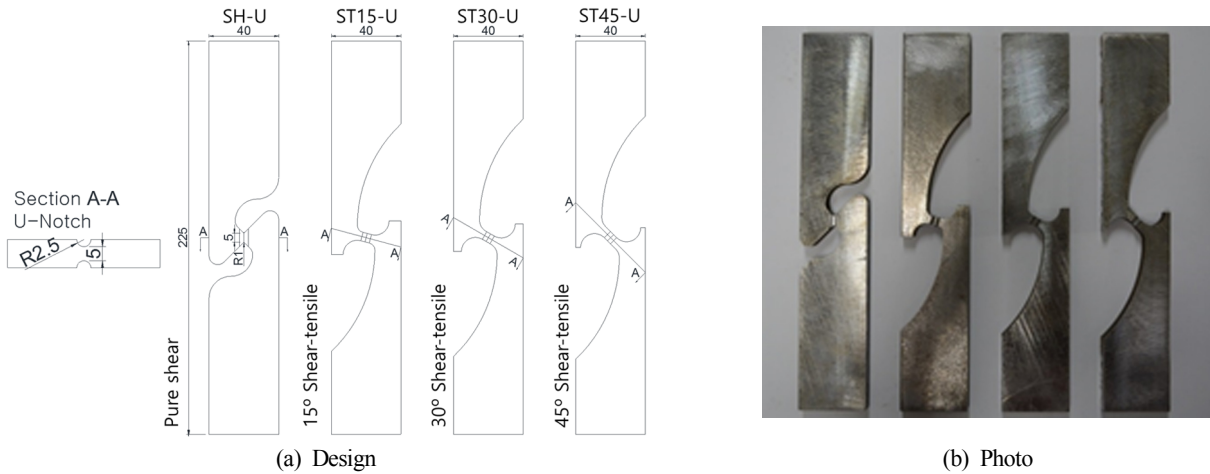 SH-U
ST15-U
ST30-U
ST45-U
40
40
40
40
Section A-A
U-Notch
R2.5
5
225
A
A
5
R1
A
A
A
A
A
A
Pure shear
15° Shear-tensile
30° Shear-tensile
45° Shear-tensile
(a) Design
(b) Photo